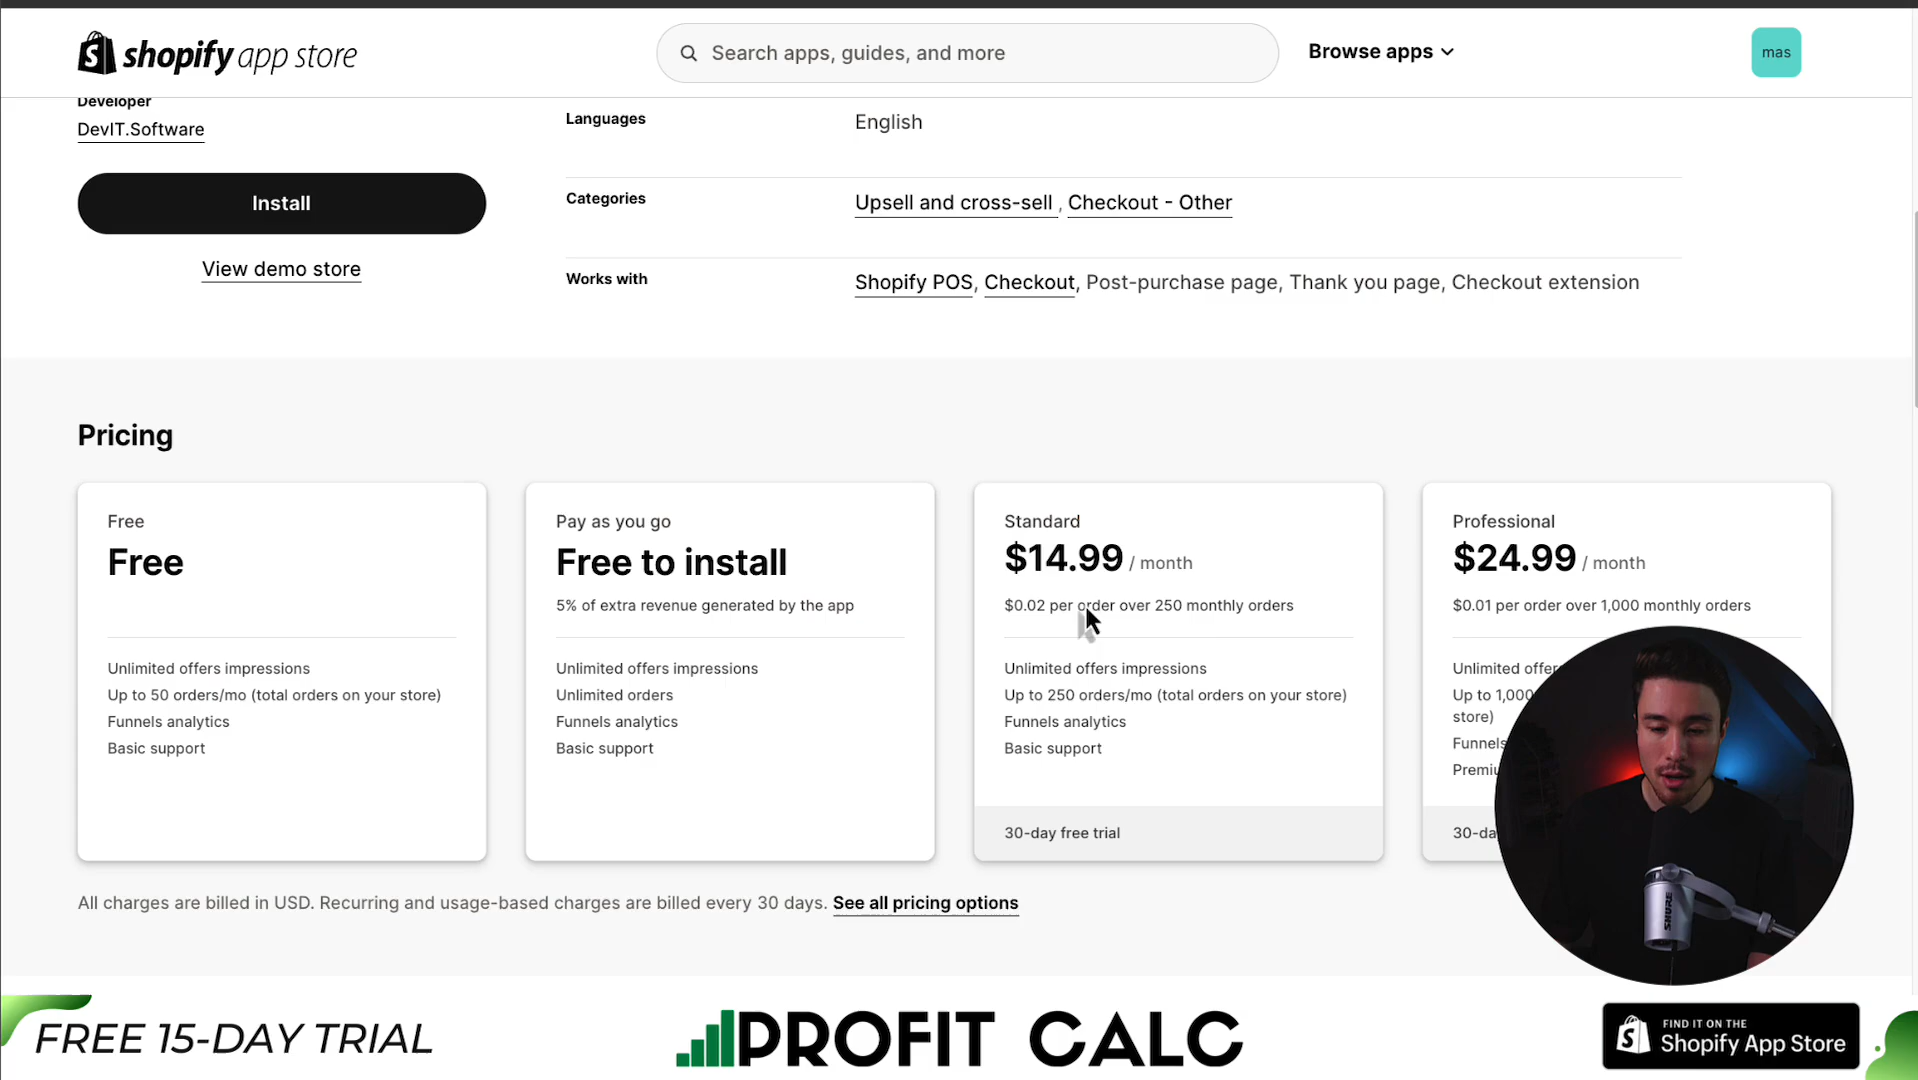 shopify app store
Search apps, guides, and more
Browse apps
mas
Developer
DevIT.Software
Install
View demo store
Languages
English
Categories
Upsell and cross-sell , Checkout - Other
Works with
Shopify POS, Checkout, Post-purchase page, Thank you page, Checkout extension
Pricing
Free
Free
Unlimited offers impressions
Up to 50 orders/mo (total orders on your store)
Funnels analytics
Basic support
Pay as you go
Free to install
5% of extra revenue generated by the app
Unlimited offers impressions
Unlimited orders
Funnels analytics
Basic support
Standard
$14.99 / month
$0.02 per order over 250 monthly orders
Unlimited offers impressions
Up to 250 orders/mo (total orders on your store)
Funnels analytics
Basic support
30-day free trial
Professional
$24.99 / month
$0.01 per order over 1,000 monthly orders
Unlimited
Up to 1,000
store)
Funnels
All charges are billed in USD. Recurring and usage-based charges are billed every 30 days. See all pricing options
FREE 15-DAY TRIAL
PROFIT CALC
FIND IT ON THE
Shopify App Store
SHURE